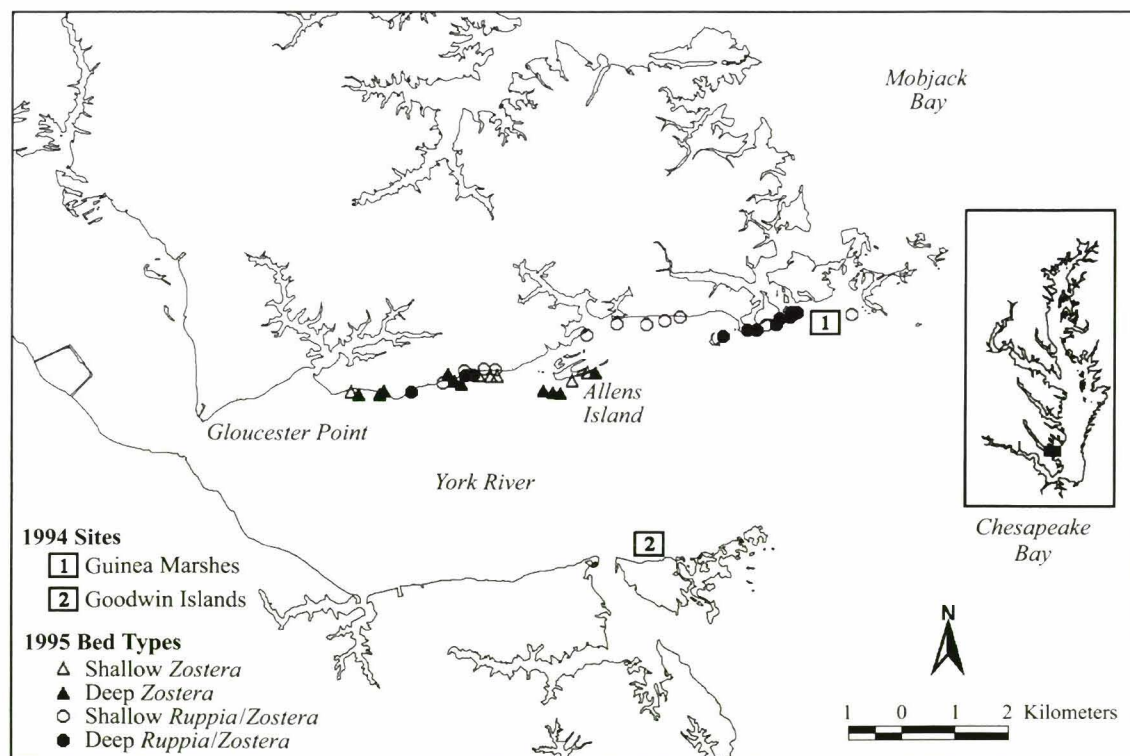 Mobjack
Bay
1
Allens
Island
Gloucester Point
York River
Chesapeake
Bay
2
1994 Sites
1 Guinea Marshes
2 Goodwin Islands
1995 Bed Types
Shallow Zostera
Deep Zostera
Shallow Ruppia/Zostera
Deep Ruppia/Zostera
N
1 0 1 2 Kilometers